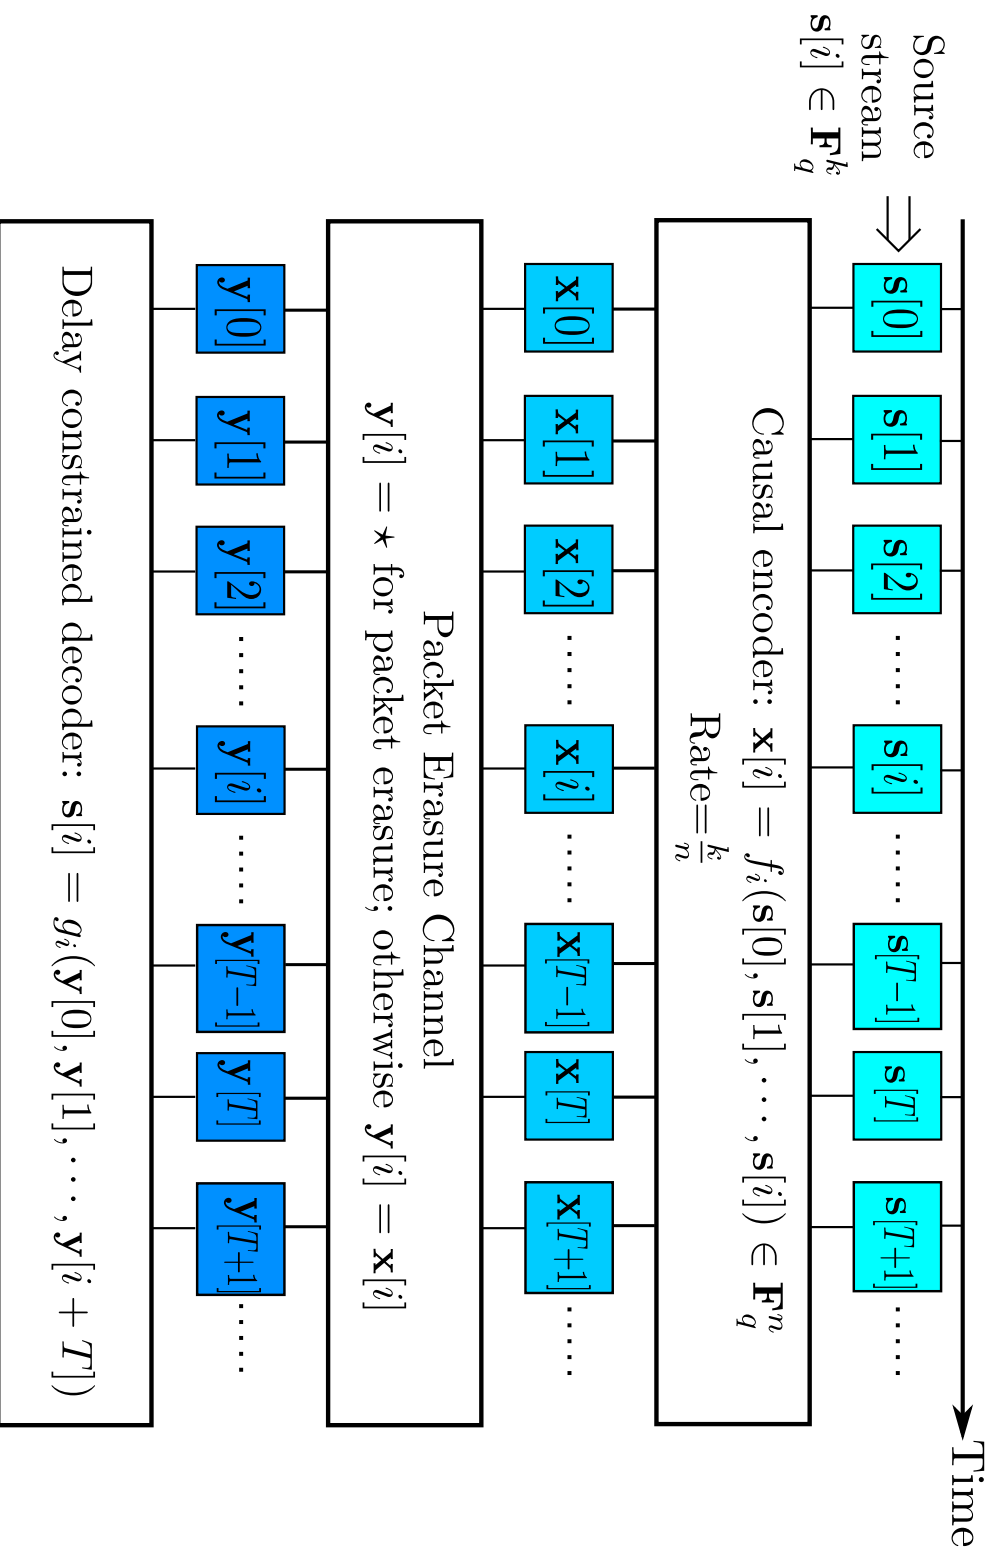 Time
Source
stream
𝐬[i] ∈ 𝐅_q^k
𝐬[0] 𝐬[1] 𝐬[2] ⋯⋯ 𝐬[i] ⋯⋯ 𝐬[T−1] 𝐬[T] 𝐬[T+1] ⋯⋯
Causal encoder: 𝐱[i] = f_i(𝐬[0], 𝐬[1], ⋯, 𝐬[i]) ∈ 𝐅_q^n
Rate=k/n
𝐱[0] 𝐱[1] 𝐱[2] ⋯⋯ 𝐱[i] ⋯⋯ 𝐱[T−1] 𝐱[T] 𝐱[T+1] ⋯⋯
Packet Erasure Channel
𝐲[i] = ⋆ for packet erasure; otherwise 𝐲[i] = 𝐱[i]
𝐲[0] 𝐲[1] 𝐲[2] ⋯⋯ 𝐲[i] ⋯⋯ 𝐲[T−1] 𝐲[T] 𝐲[T+1] ⋯⋯
Delay constrained decoder: 𝐬[i] = g_i(𝐲[0], 𝐲[1], ⋯, 𝐲[i + T])